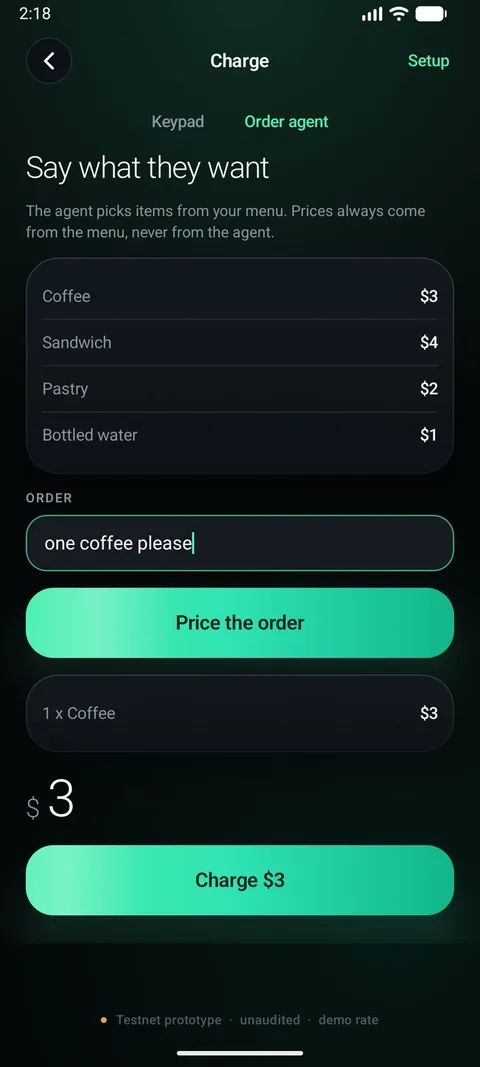 2:18
Charge
Setup
Keypad
Order agent
Say what they want
The agent picks items from your menu. Prices always come
from the menu, never from the agent.
Coffee $3
Sandwich $4
Pastry $2
Bottled water $1
ORDER
one coffee please
Price the order
1 x Coffee $3
$ 3
Charge $3
Testnet prototype · unaudited · demo rate